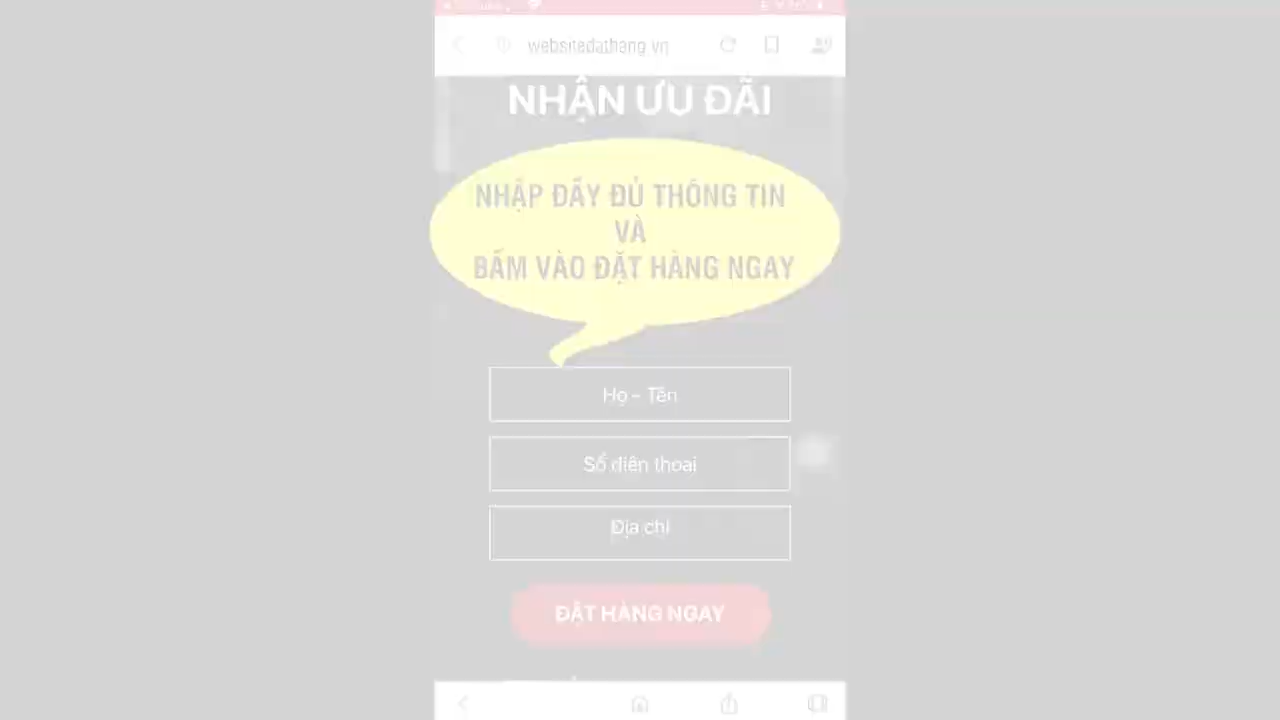 websitedathang.vn
NHẬN ƯU ĐÃI
NHẬP ĐẦY ĐỦ THÔNG TIN
VÀ
BẤM VÀO ĐẶT HÀNG NGAY
Họ - Tên
Số điện thoại
Địa chỉ
ĐẶT HÀNG NGAY